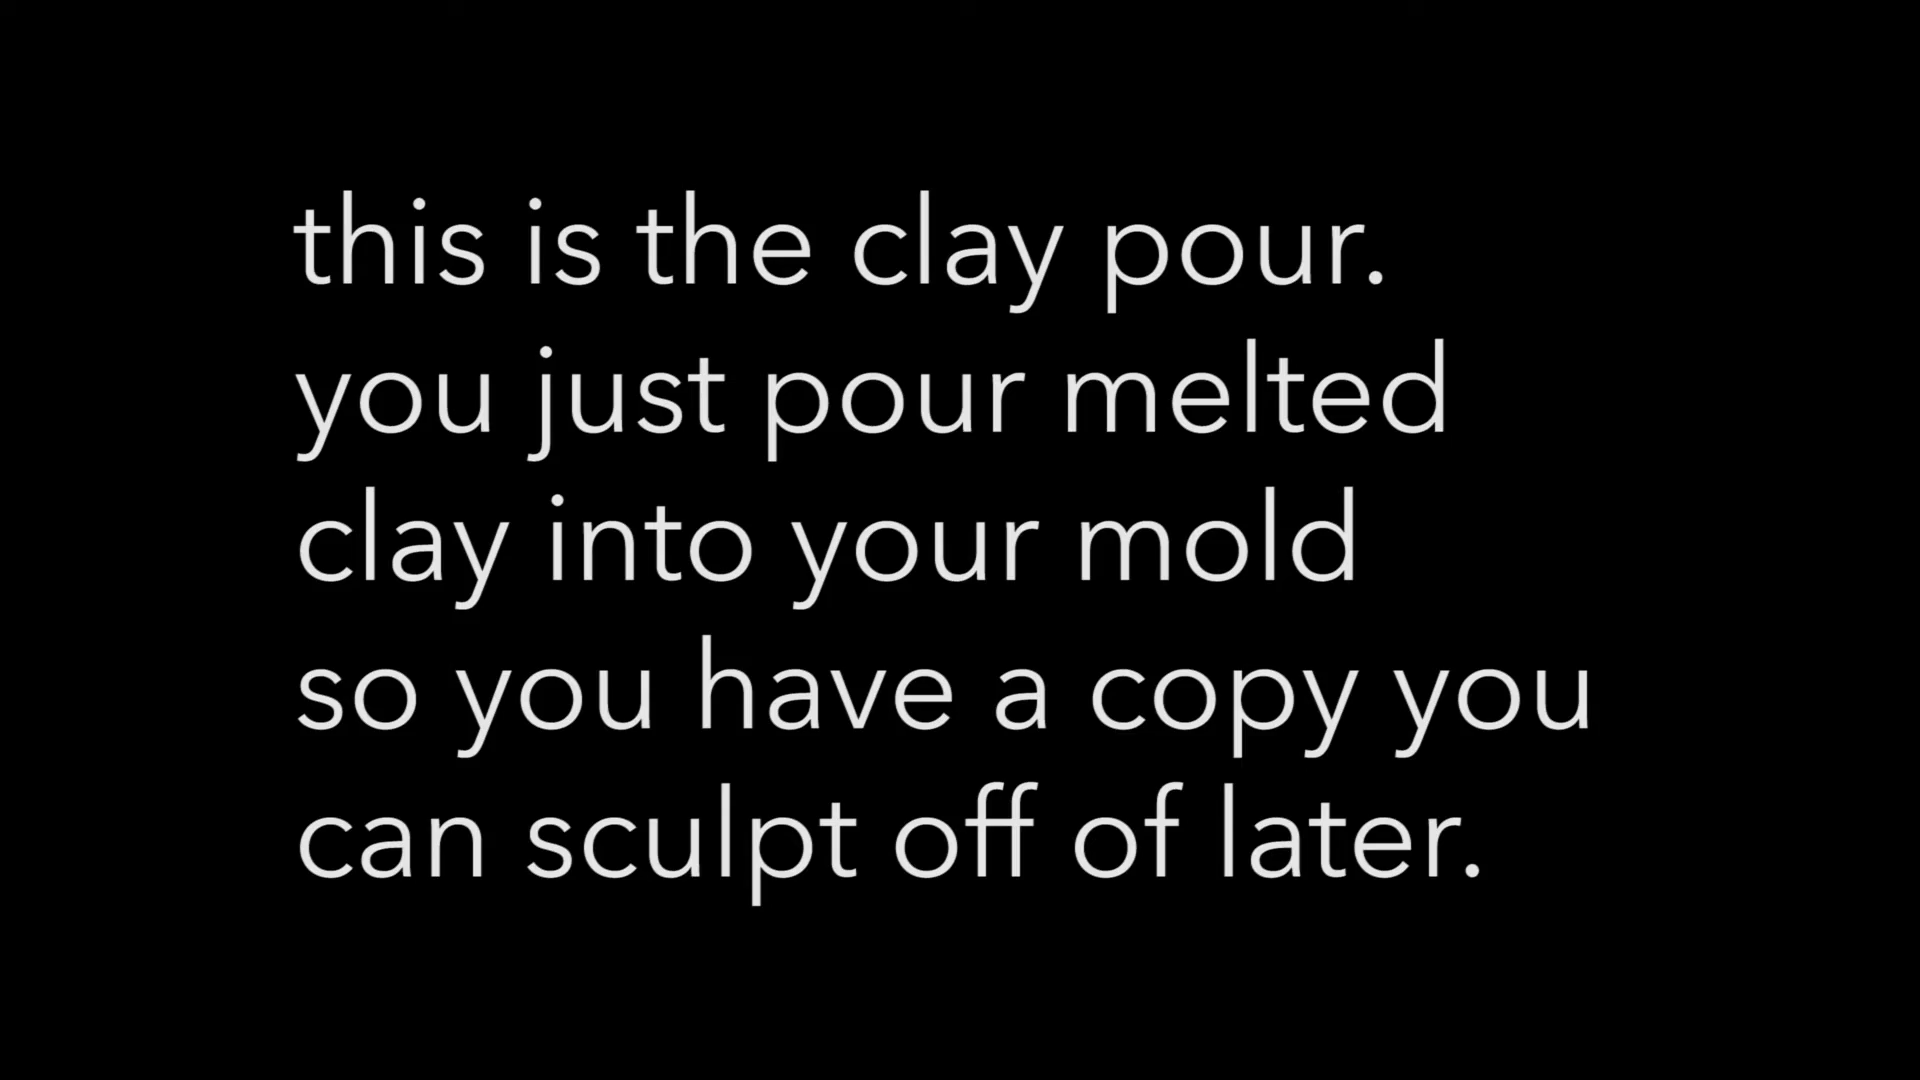 this is the clay pour.
you just pour melted
clay into your mold
so you have a copy you
can sculpt off of later.